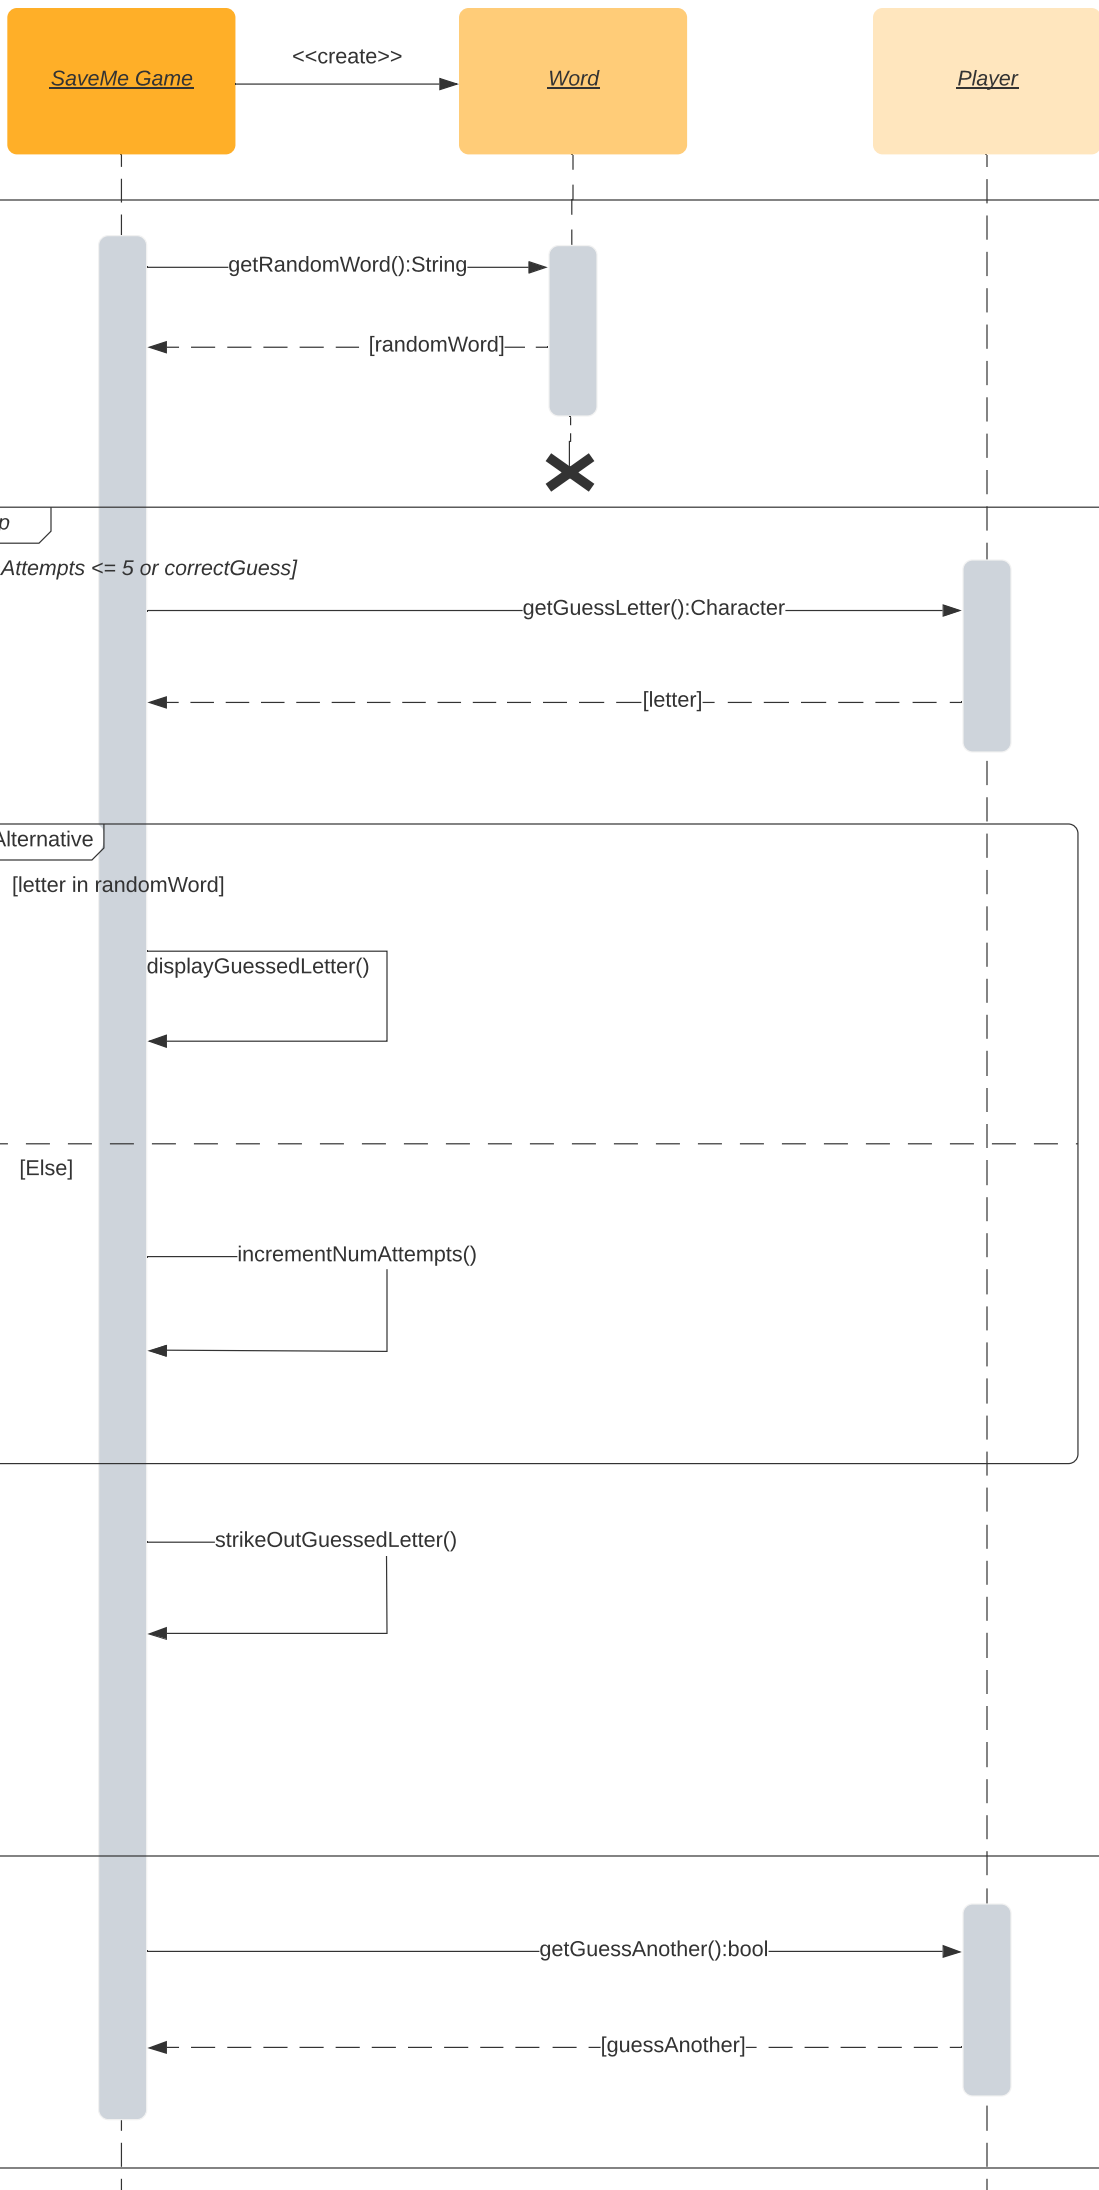 SaveMe Game
<<create>>
Word
Player
getRandomWord():String
[randomWord]
p
Attempts <= 5 or correctGuess]
getGuessLetter():Character
[letter]
Alternative
[letter in randomWord]
displayGuessedLetter()
[Else]
incrementNumAttempts()
strikeOutGuessedLetter()
getGuessAnother():bool
[guessAnother]